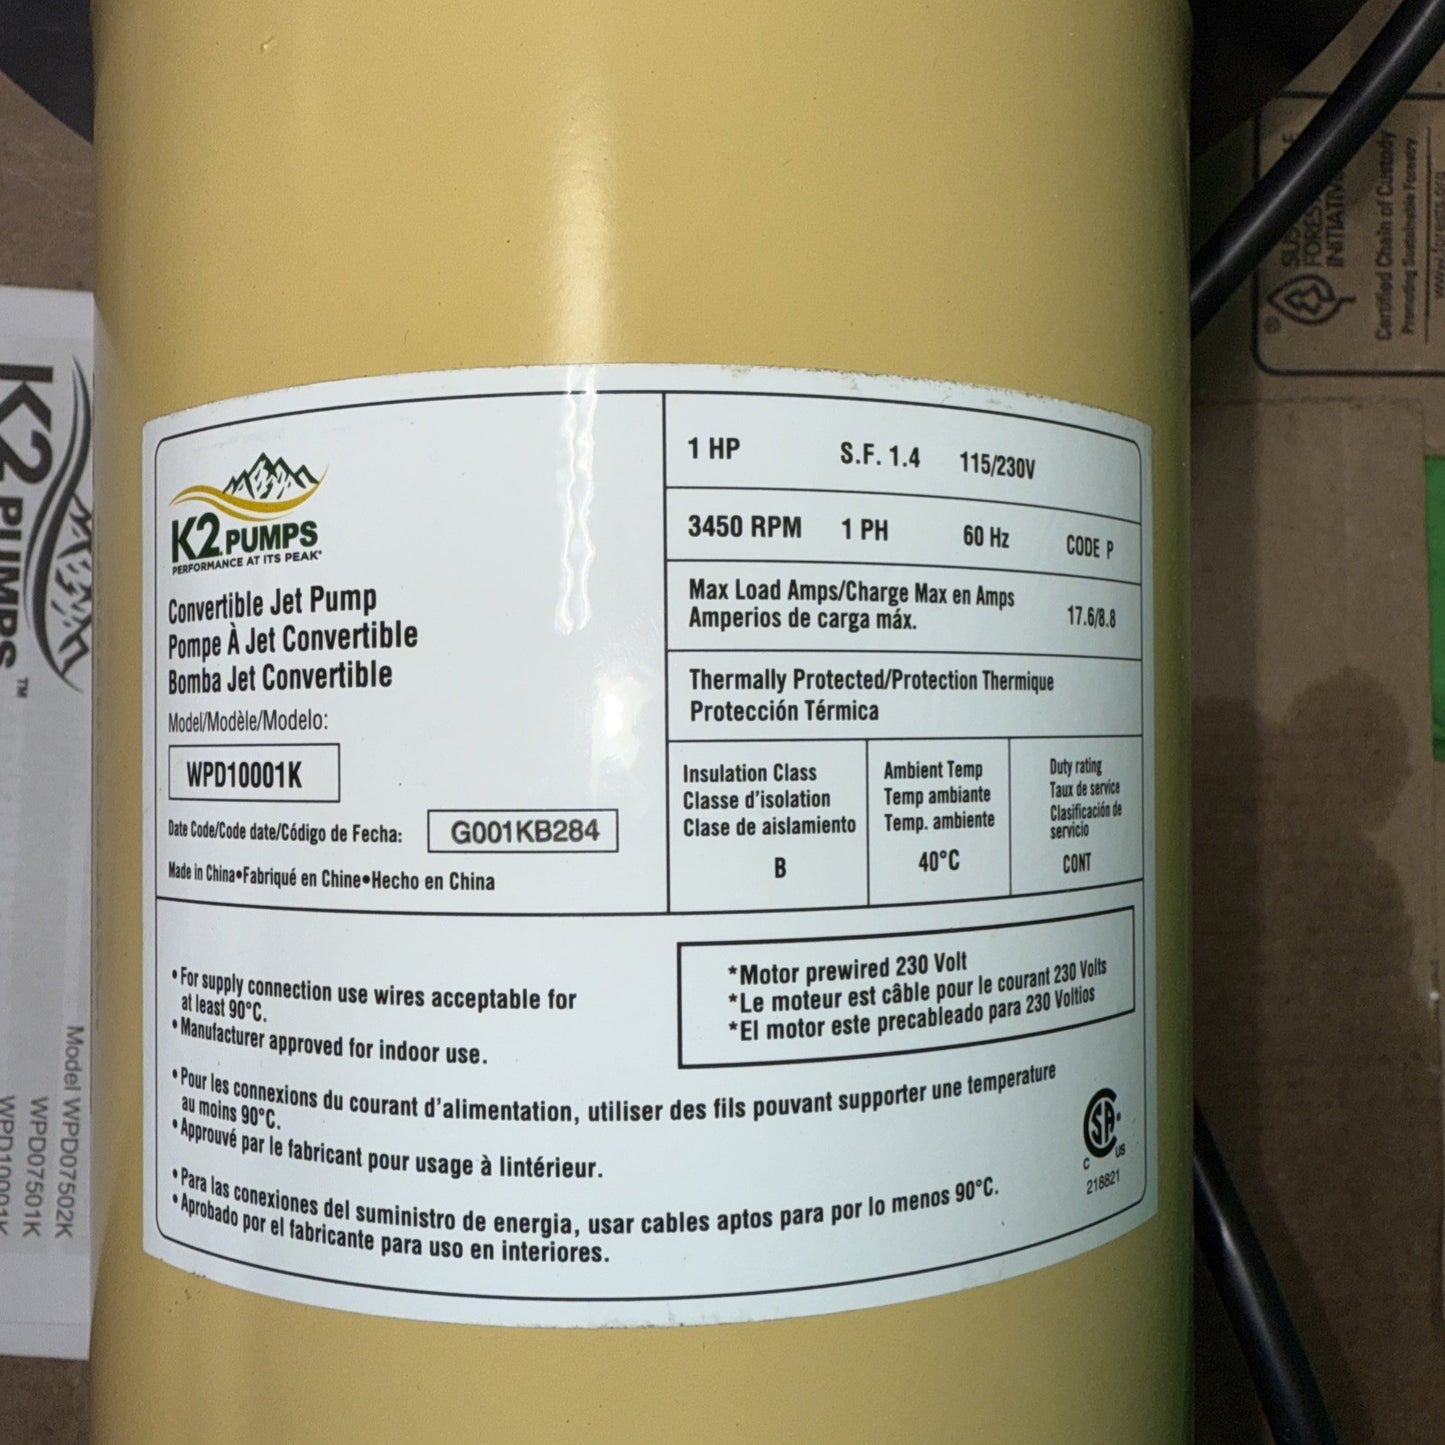 K2 PUMPS
PERFORMANCE AT ITS PEAK®
Convertible Jet Pump
Pompe À Jet Convertible
Bomba Jet Convertible
Model/Modèle/Modelo:
WPD10001K
Date Code/Code date/Código de Fecha: G001KB284
Made in China•Fabriqué en Chine•Hecho en China
1 HP S.F. 1.4 115/230V
3450 RPM 1 PH 60 Hz CODE P
Max Load Amps/Charge Max en Amps
Amperios de carga máx. 17.6/8.8
Thermally Protected/Protection Thermique
Protección Térmica
Insulation Class
Classe d'isolation
Clase de aislamiento
B
Ambient Temp
Temp ambiante
Temp. ambiente
40°C
Duty rating
Taux de service
Clasificación de
servicio
CONT
• For supply connection use wires acceptable for
at least 90°C.
• Manufacturer approved for indoor use.
*Motor prewired 230 Volt
*Le moteur est câble pour le courant 230 Volts
*El motor este precableado para 230 Voltios
• Pour les connexions du courant d'alimentation, utiliser des fils pouvant supporter une temperature
au moins 90°C.
• Approuvé par le fabricant pour usage à lintérieur.
• Para las conexiones del suministro de energia, usar cables aptos para por lo menos 90°C.
• Aprobado por el fabricante para uso en interiores.
SA®
C US
218821
K2 PUMPS™
Model WPD07502K
WPD07501K
WPD10001K
FORES
INITIATIV
Certified Chain of Custody
Promoting Sustainable Forestry